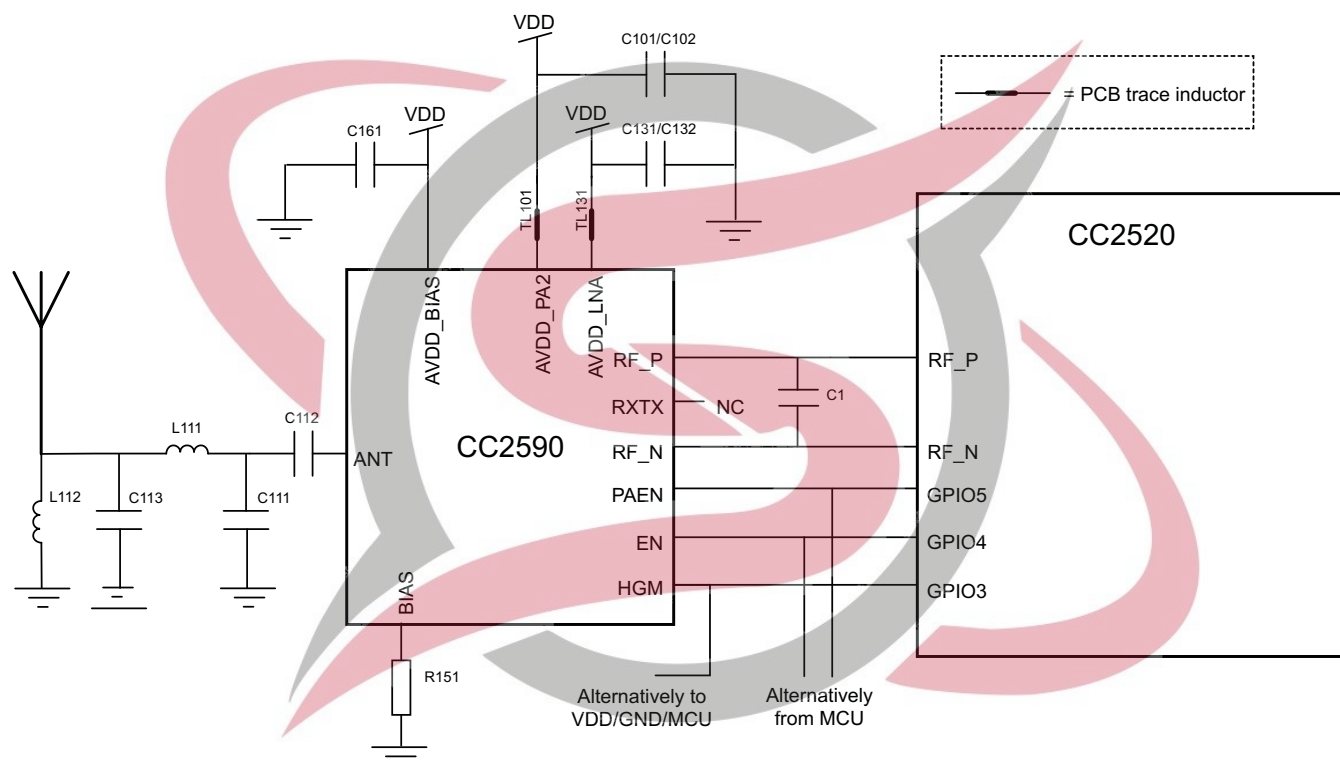 VDD
C101/C102
= PCB trace inductor
VDD
VDD
C161
C131/C132
TL101
TL131
CC2520
AVDD_BIAS
AVDD_PA2
AVDD_LNA
RF_P
RF_P
RXTX
NC
C1
C112
L111
CC2590
ANT
RF_N
RF_N
L112
C113
C111
PAEN
GPIO5
EN
GPIO4
HGM
GPIO3
BIAS
R151
Alternatively to
VDD/GND/MCU
Alternatively
from MCU